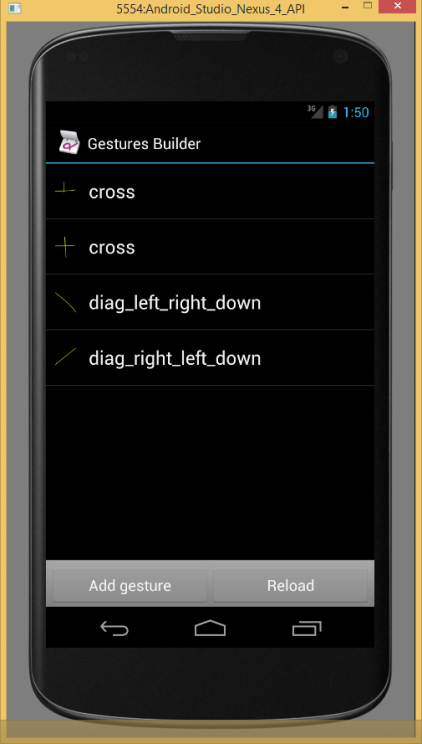 5554:Android_Studio_Nexus_4_API
3G 1:50
Gestures Builder
cross
cross
diag_left_right_down
diag_right_left_down
Add gesture Reload